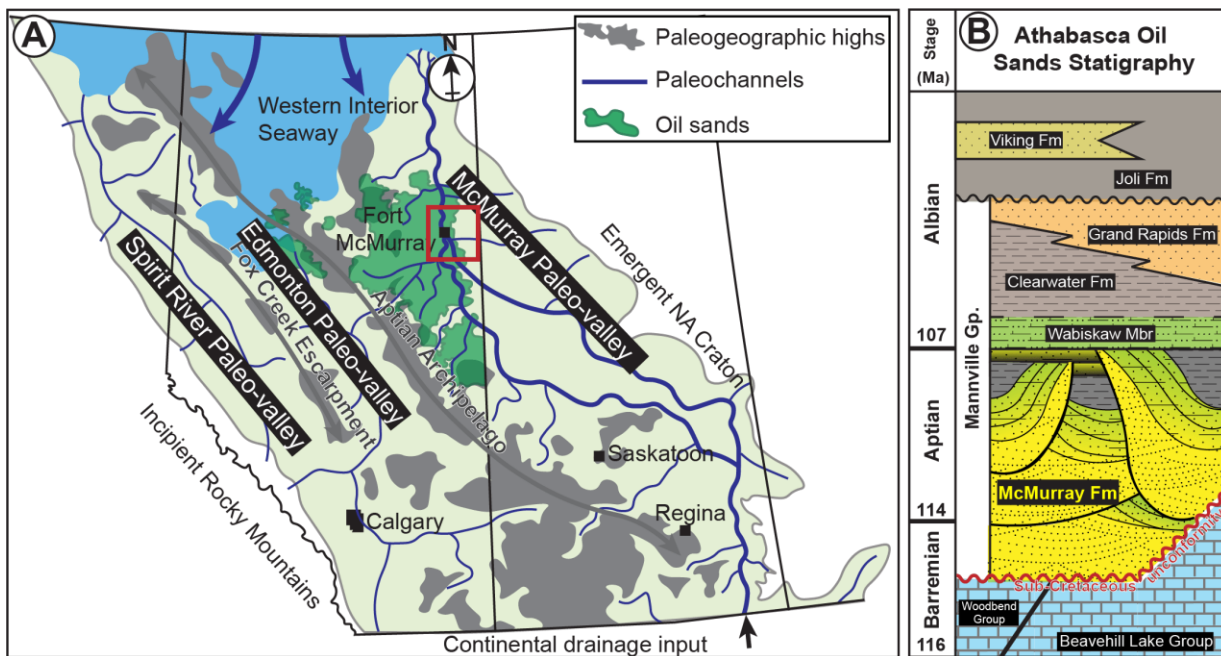 A
N
Paleogeographic highs
Paleochannels
Oil sands
Western Interior
Seaway
Fort
McMurray
McMurray Paleo-valley
Emergent NA Craton
Spirit River Paleo-valley
Fox Creek Escarpment
Edmonton Paleo-valley
Aptian Archipelago
Incipient Rocky Mountains
Saskatoon
Calgary
Regina
Continental drainage input
B
Stage
(Ma)
Athabasca Oil
Sands Statigraphy
Albian
107
Aptian
114
Barremian
116
Mannville Gp.
Viking Fm
Joli Fm
Grand Rapids Fm
Clearwater Fm
Wabiskaw Mbr
McMurray Fm
Sub-Cretaceous unconformity
Woodbend
Group
Beavehill Lake Group